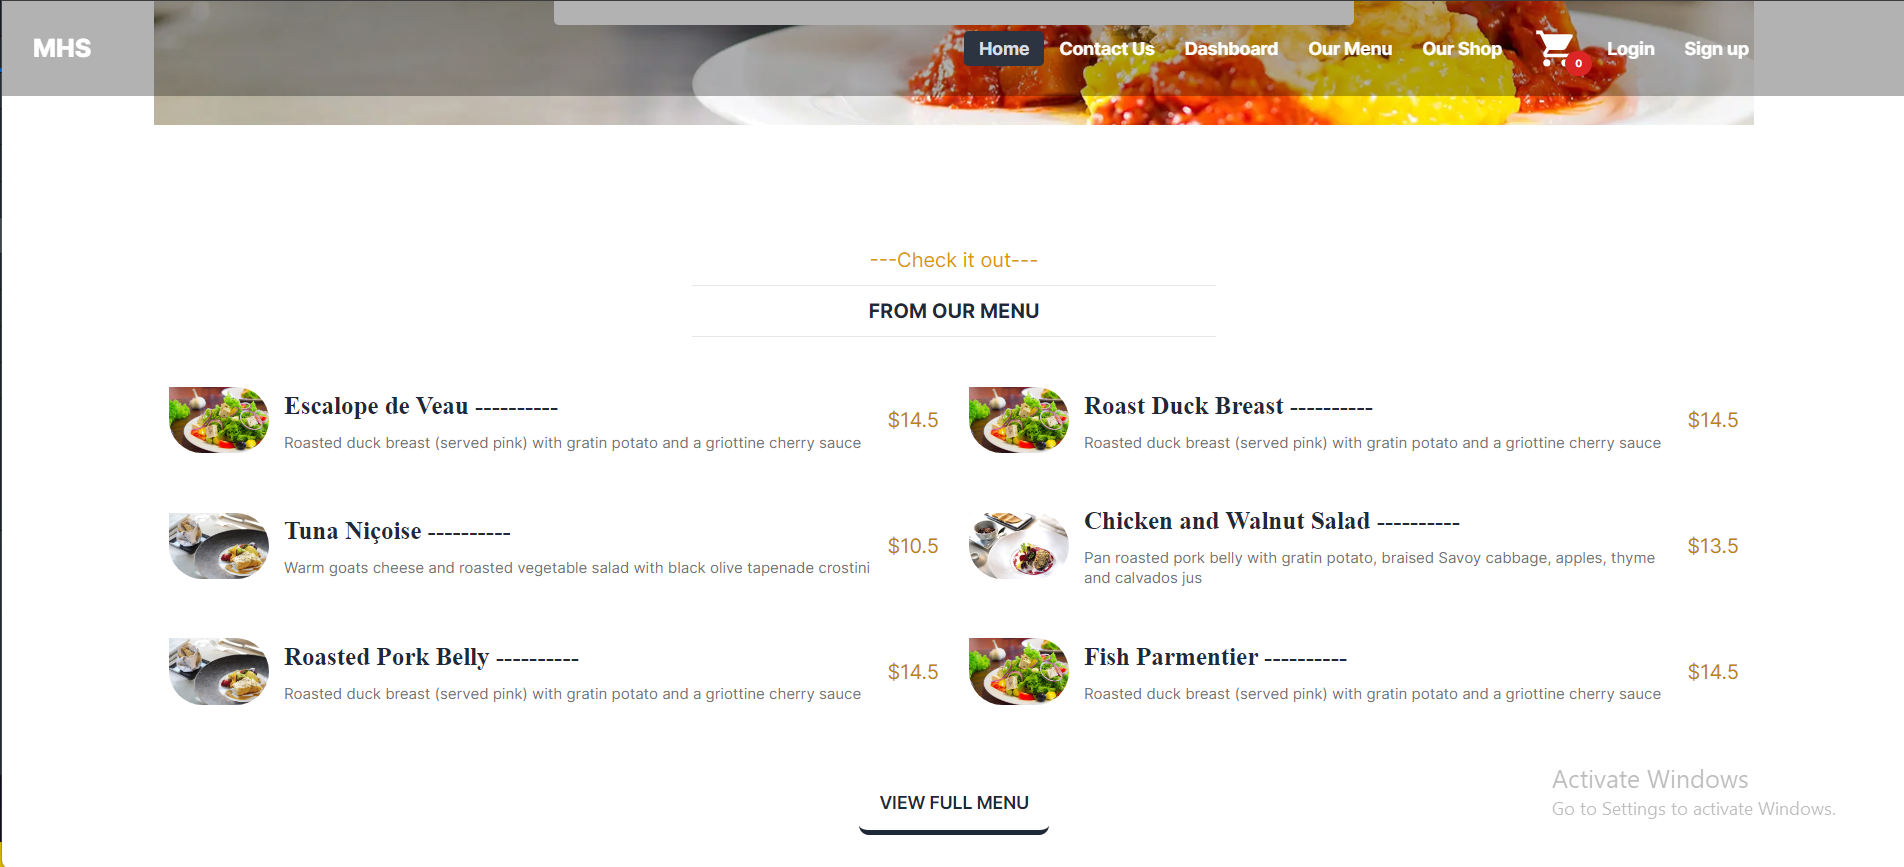 MHS
Home Contact Us Dashboard Our Menu Our Shop 0 Login Sign up
---Check it out---
FROM OUR MENU
Escalope de Veau ----------
Roasted duck breast (served pink) with gratin potato and a griottine cherry sauce
$14.5
Roast Duck Breast ----------
Roasted duck breast (served pink) with gratin potato and a griottine cherry sauce
$14.5
Tuna Niçoise ----------
Warm goats cheese and roasted vegetable salad with black olive tapenade crostini
$10.5
Chicken and Walnut Salad ----------
Pan roasted pork belly with gratin potato, braised Savoy cabbage, apples, thyme
and calvados jus
$13.5
Roasted Pork Belly ----------
Roasted duck breast (served pink) with gratin potato and a griottine cherry sauce
$14.5
Fish Parmentier ----------
Roasted duck breast (served pink) with gratin potato and a griottine cherry sauce
$14.5
VIEW FULL MENU
Activate Windows
Go to Settings to activate Windows.